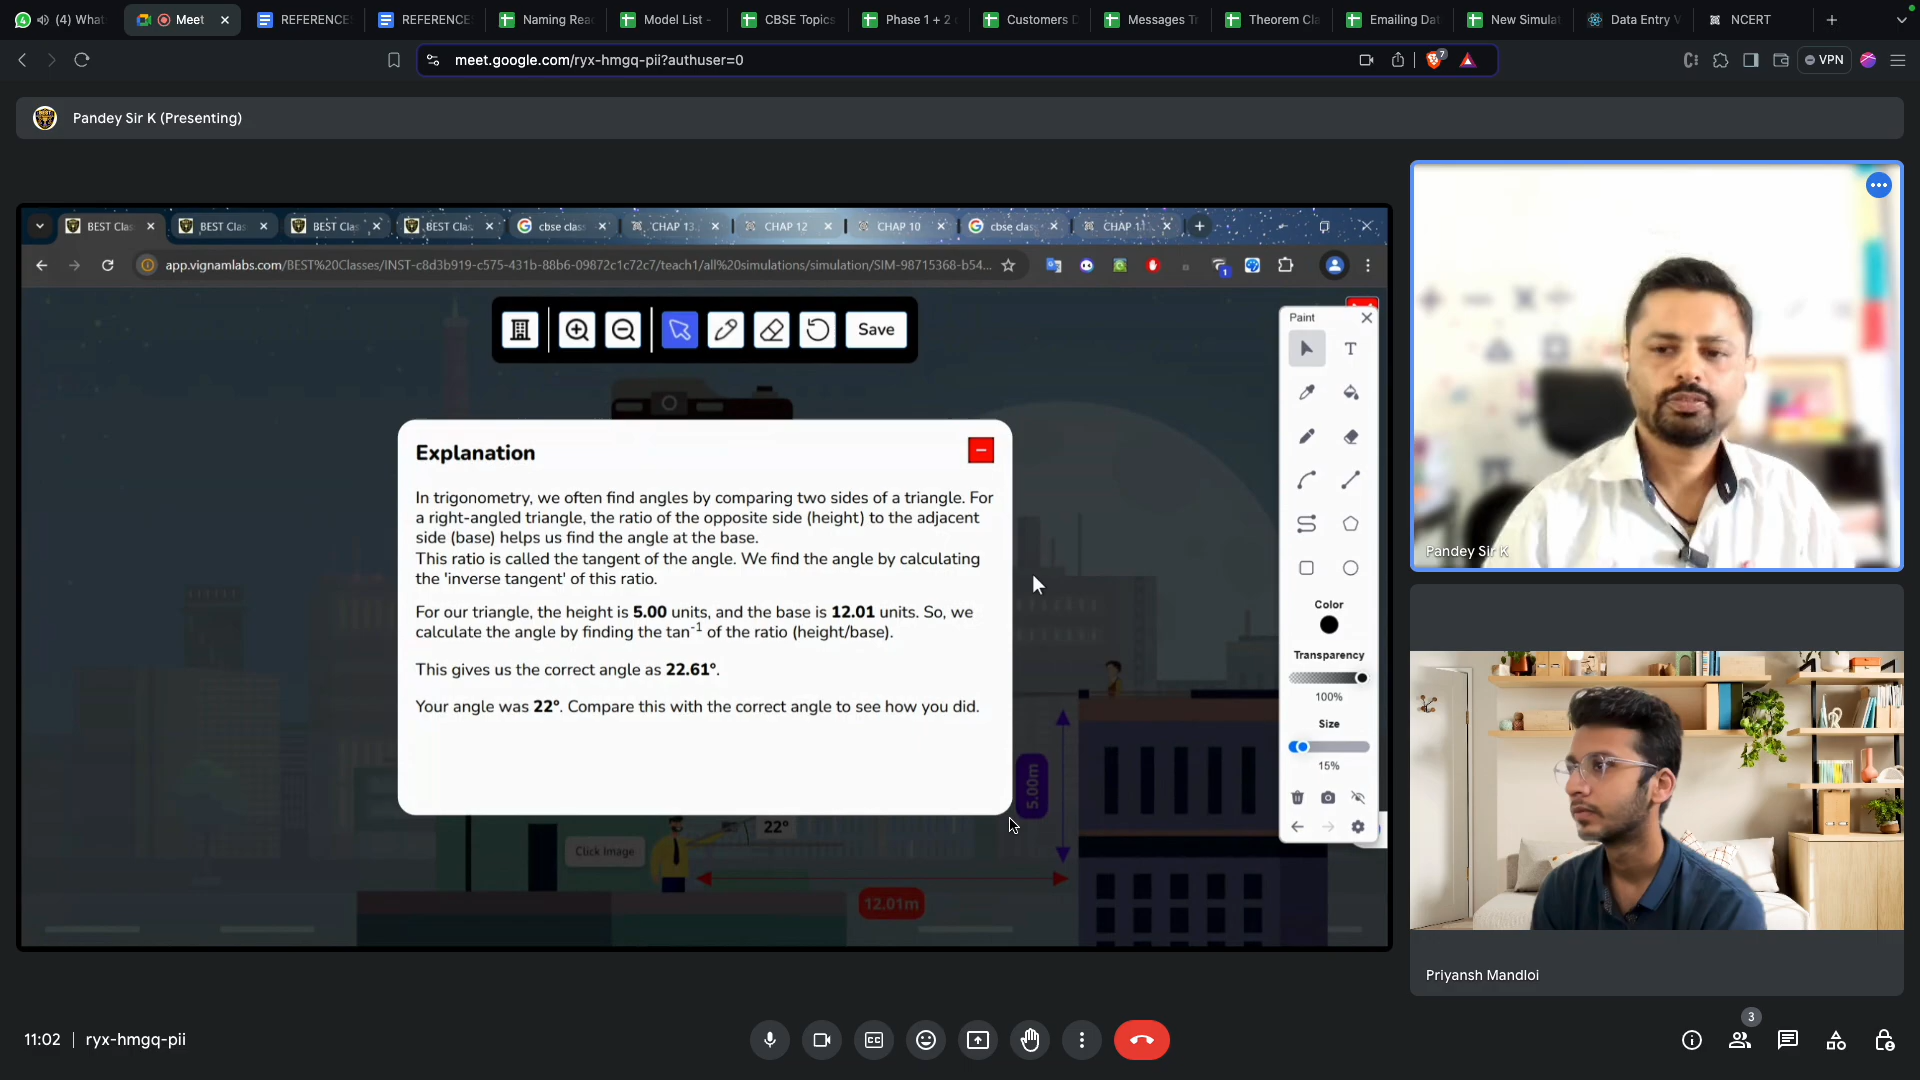 (4) What
Meet
REFERENCE
REFERENCE
Naming Rea
Model List -
CBSE Topics
Phase 1 + 2
Customers D
Messages Ti
Theorem Cla
Emailing Dat
New Simulat
Data Entry V
NCERT
meet.google.com/ryx-hmgq-pii?authuser=0
7
VPN
Pandey Sir K (Presenting)
BEST Clas
BEST Clas
BEST Clas
BEST Clas
cbse class
CHAP 13
CHAP 12
CHAP 10
cbse clas
CHAP 11
app.vignamlabs.com/BEST%20Classes/INST-c8d3b919-c575-431b-88b6-09872c1c72c7/teach1/all%20simulations/simulation/SIM-98715368-b54...
1
Save
Paint
T
Explanation
In trigonometry, we often find angles by comparing two sides of a triangle. For
a right-angled triangle, the ratio of the opposite side (height) to the adjacent
side (base) helps us find the angle at the base.
This ratio is called the tangent of the angle. We find the angle by calculating
the 'inverse tangent' of this ratio.
For our triangle, the height is 5.00 units, and the base is 12.01 units. So, we
calculate the angle by finding the tan⁻¹ of the ratio (height/base).
This gives us the correct angle as 22.61°.
Your angle was 22°. Compare this with the correct angle to see how you did.
Color
Transparency
100%
Size
15%
5.00m
22°
Click Image
12.01m
Pandey Sir K
Priyansh Mandloi
11:02 | ryx-hmgq-pii
3